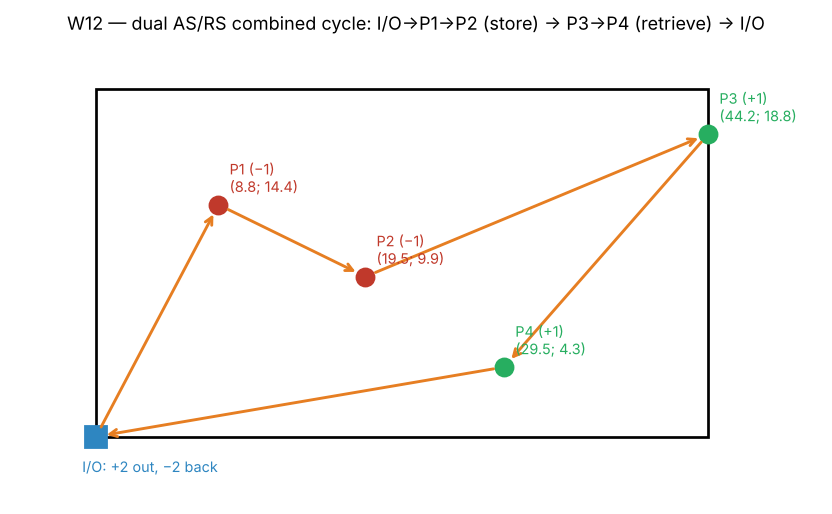 W12 — dual AS/RS combined cycle: I/O→P1→P2 (store) → P3→P4 (retrieve) → I/O
P3 (+1)
(44.2; 18.8)
P1 (−1)
(8.8; 14.4)
P2 (−1)
(19.5; 9.9)
P4 (+1)
(29.5; 4.3)
I/O: +2 out, −2 back